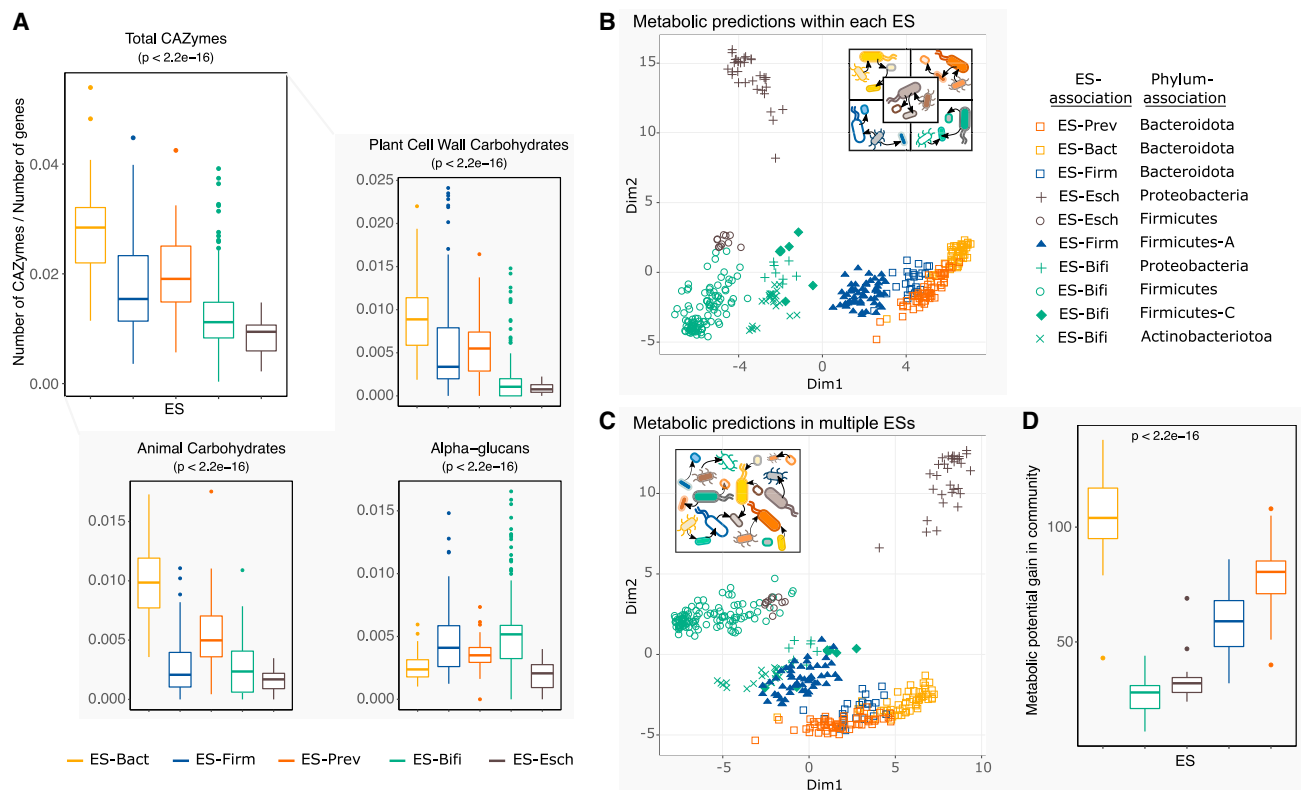 A
Total CAZymes
(p < 2.2e−16)
Number of CAZymes / Number of genes
0.04
0.02
0.00
ES
Plant Cell Wall Carbohydrates
(p < 2.2e−16)
0.025
0.020
0.015
0.010
0.005
0.000
Animal Carbohydrates
(p < 2.2e−16)
0.015
0.010
0.005
0.000
Alpha−glucans
(p < 2.2e−16)
0.015
0.010
0.005
0.000
ES-Bact ES-Firm ES-Prev ES-Bifi ES-Esch
B Metabolic predictions within each ES
Dim2
15
10
5
0
-5
-4 0 4
Dim1
ES-association Phylum-association
ES-Prev Bacteroidota
ES-Bact Bacteroidota
ES-Firm Bacteroidota
ES-Esch Proteobacteria
ES-Esch Firmicutes
ES-Firm Firmicutes-A
ES-Bifi Proteobacteria
ES-Bifi Firmicutes
ES-Bifi Firmicutes-C
ES-Bifi Actinobacteriotoa
C Metabolic predictions in multiple ESs
Dim2
10
5
0
-5
-5 0 5 10
Dim1
D
p < 2.2e−16
Metabolic potential gain in community
100
50
ES